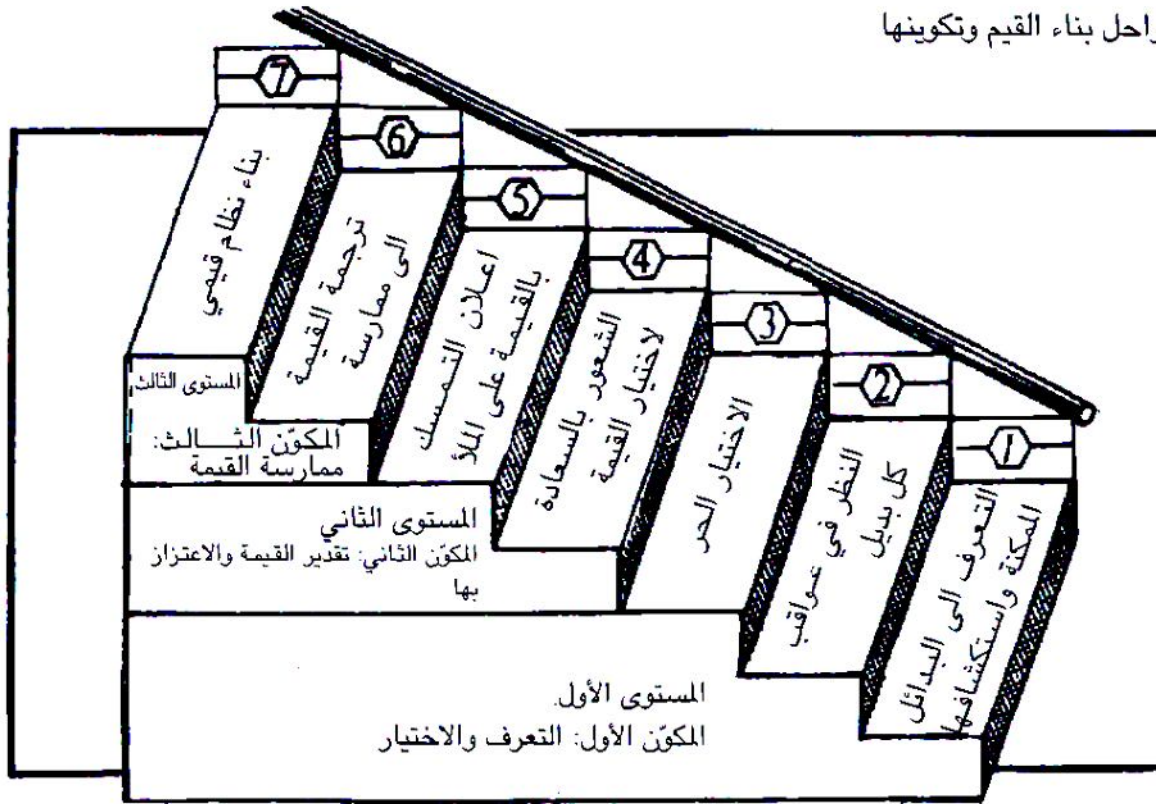 راحل بناء القيم وتكوينها
7
6
5
4
3
2
1
بناء نظام قيمي
ترجمة القيمة
الى ممارسة
اعلان التمسك
بالقيمة على الملأ
الشعور بالسعادة
لاختيار القيمة
الاختيار الحر
النظر في عواقب
كل بديل
التعرف الى البدائل
الممكنة واستكشافها
المستوى الثالث
المكوّن الثالث:
ممارسة القيمة
المستوى الثاني
المكوّن الثاني: تقدير القيمة والاعتزاز
بها
المستوى الأول.
المكوّن الأول: التعرف والاختيار